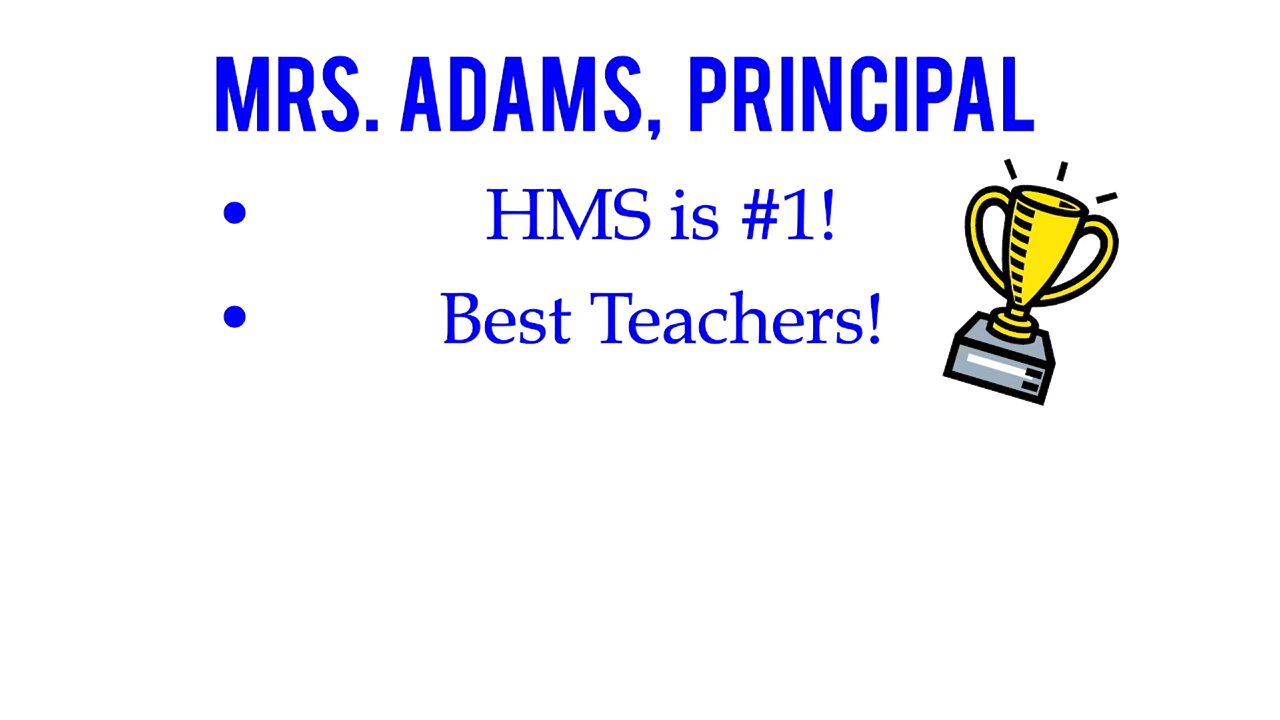 MRS. ADAMS, PRINCIPAL
• HMS is #1!
• Best Teachers!